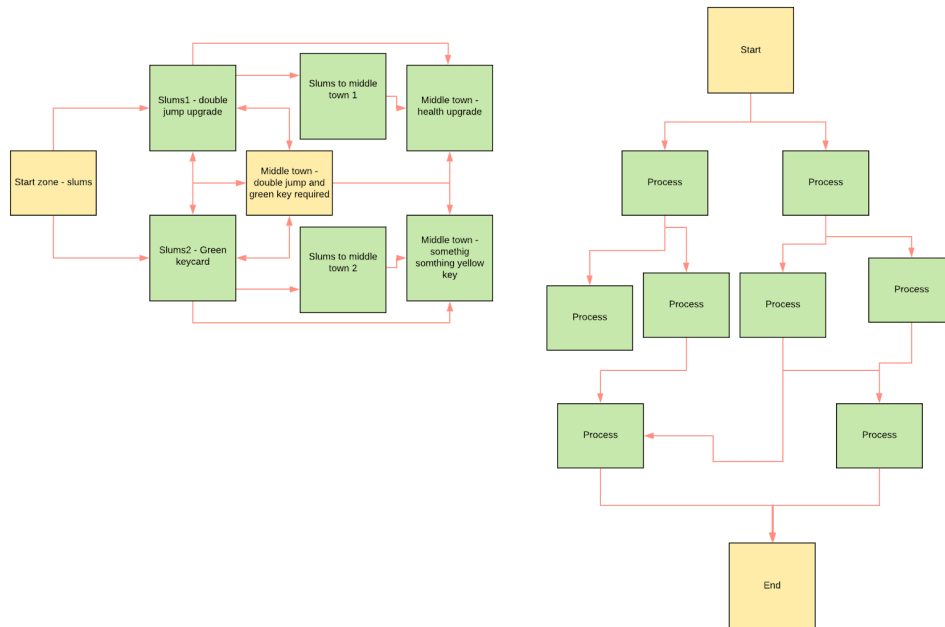 Start zone - slums
Slums1 - double
jump upgrade
Slums to middle
town 1
Middle town -
health upgrade
Middle town -
double jump and
green key required
Slums2 - Green
keycard
Slums to middle
town 2
Middle town -
somethig
somthing yellow
key
Start
Process
Process
Process
Process
Process
Process
Process
Process
End